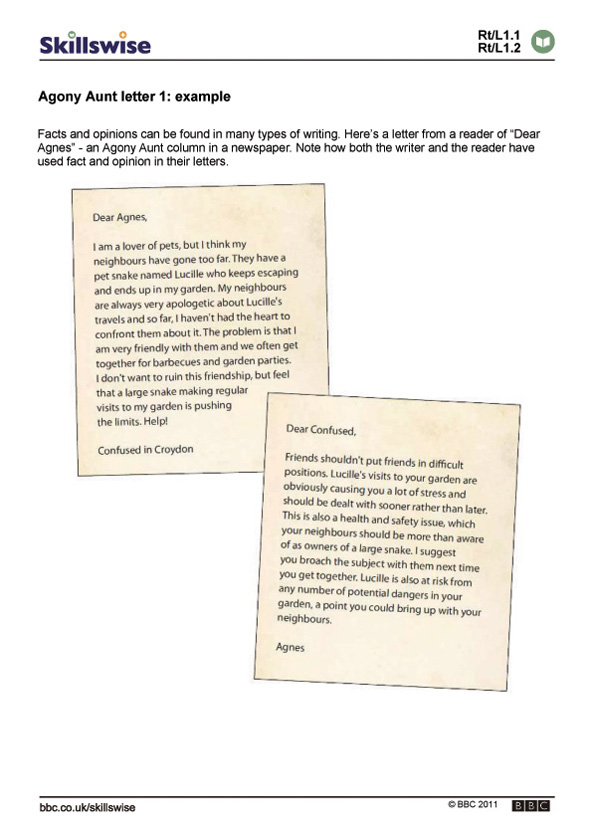 Skillswise
Rt/L1.1
Rt/L1.2
Agony Aunt letter 1: example
Facts and opinions can be found in many types of writing. Here's a letter from a reader of “Dear
Agnes” - an Agony Aunt column in a newspaper. Note how both the writer and the reader have
used fact and opinion in their letters.
Dear Agnes,
I am a lover of pets, but I think my
neighbours have gone too far. They have a
pet snake named Lucille who keeps escaping
and ends up in my garden. My neighbours
are always very apologetic about Lucille's
travels and so far, I haven't had the heart to
confront them about it. The problem is that I
am very friendly with them and we often get
together for barbecues and garden parties.
I don't want to ruin this friendship, but feel
that a large snake making regular
visits to my garden is pushing
the limits. Help!
Confused in Croydon
Dear Confused,
Friends shouldn't put friends in difficult
positions. Lucille's visits to your garden are
obviously causing you a lot of stress and
should be dealt with sooner rather than later.
This is also a health and safety issue, which
your neighbours should be more than aware
of as owners of a large snake. I suggest
you broach the subject with them next time
you get together. Lucille is also at risk from
any number of potential dangers in your
garden, a point you could bring up with your
neighbours.
Agnes
bbc.co.uk/skillswise
© BBC 2011
BBC